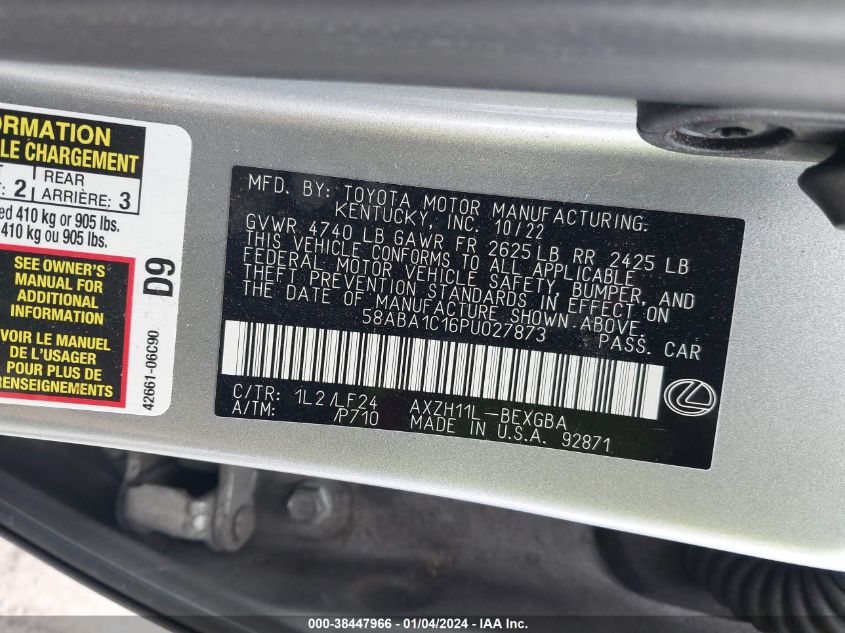 ORMATION
LE CHARGEMENT
: 2
REAR
ARRIÈRE: 3
410 kg or 905 lbs.
410 kg ou 905 lbs.
SEE OWNER'S
MANUAL FOR
ADDITIONAL
INFORMATION
VOIR LE MANUEL
DE L'USAGER
POUR PLUS DE
RENSEIGNEMENTS
D9
42661-06C90
MFD. BY: TOYOTA MOTOR MANUFACTURING.
KENTUCKY, INC. 10/22
GVWR 4740 LB GAWR FR 2625 LB RR 2425 LB
THIS VEHICLE CONFORMS TO ALL APPLICABLE
FEDERAL MOTOR VEHICLE SAFETY, BUMPER, AND
THEFT PREVENTION STANDARDS IN EFFECT ON
THE DATE OF MANUFACTURE SHOWN ABOVE.
58ABA1C16PU027873 PASS. CAR
C/TR: 1L2/LF24 AXZH11L-BEXGBA
A/TM: /P710 MADE IN U.S.A. 92871
000-38447966 - 01/04/2024 - IAA Inc.